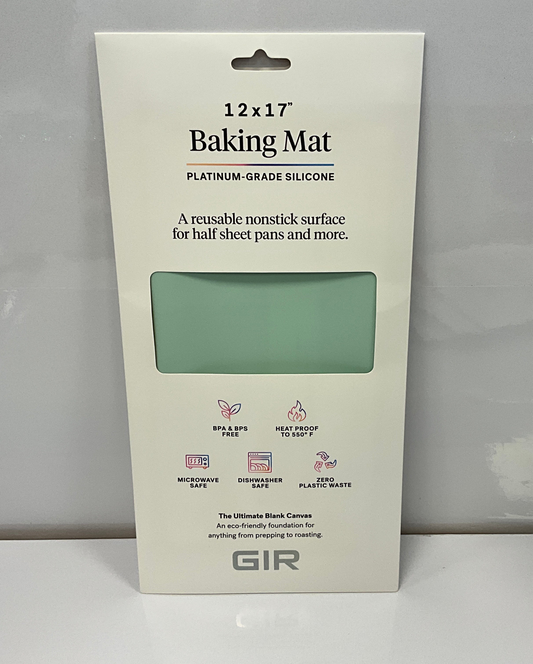 12x17"
Baking Mat
PLATINUM-GRADE SILICONE
A reusable nonstick surface
for half sheet pans and more.
BPA & BPS
FREE
HEAT PROOF
TO 550° F
MICROWAVE
SAFE
DISHWASHER
SAFE
ZERO
PLASTIC WASTE
The Ultimate Blank Canvas
An eco-friendly foundation for
anything from prepping to roasting.
GIR